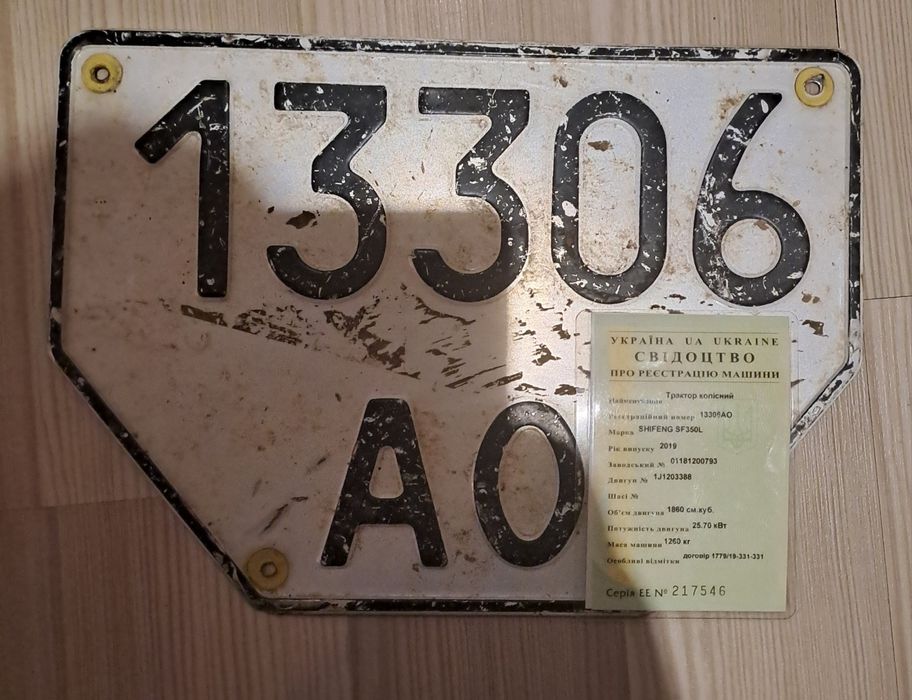 13306
АО
УКРАЇНА UA UKRAINE
СВІДОЦТВО
ПРО РЕЄСТРАЦІЮ МАШИНИ
Найменування Трактор колісний
Реєстраційний номер 13306АО
Марка SHIFENG SF350L
Рік випуску 2019
Заводський № 01181200793
Двигун № 1J1203388
Шасі №
Об'єм двигуна 1860 см.куб.
Потужність двигуна 25.70 кВт
Маса машини 1260 кг
Особливі відмітки договір 1779/19-331-331
Серія ЕЕ № 217546